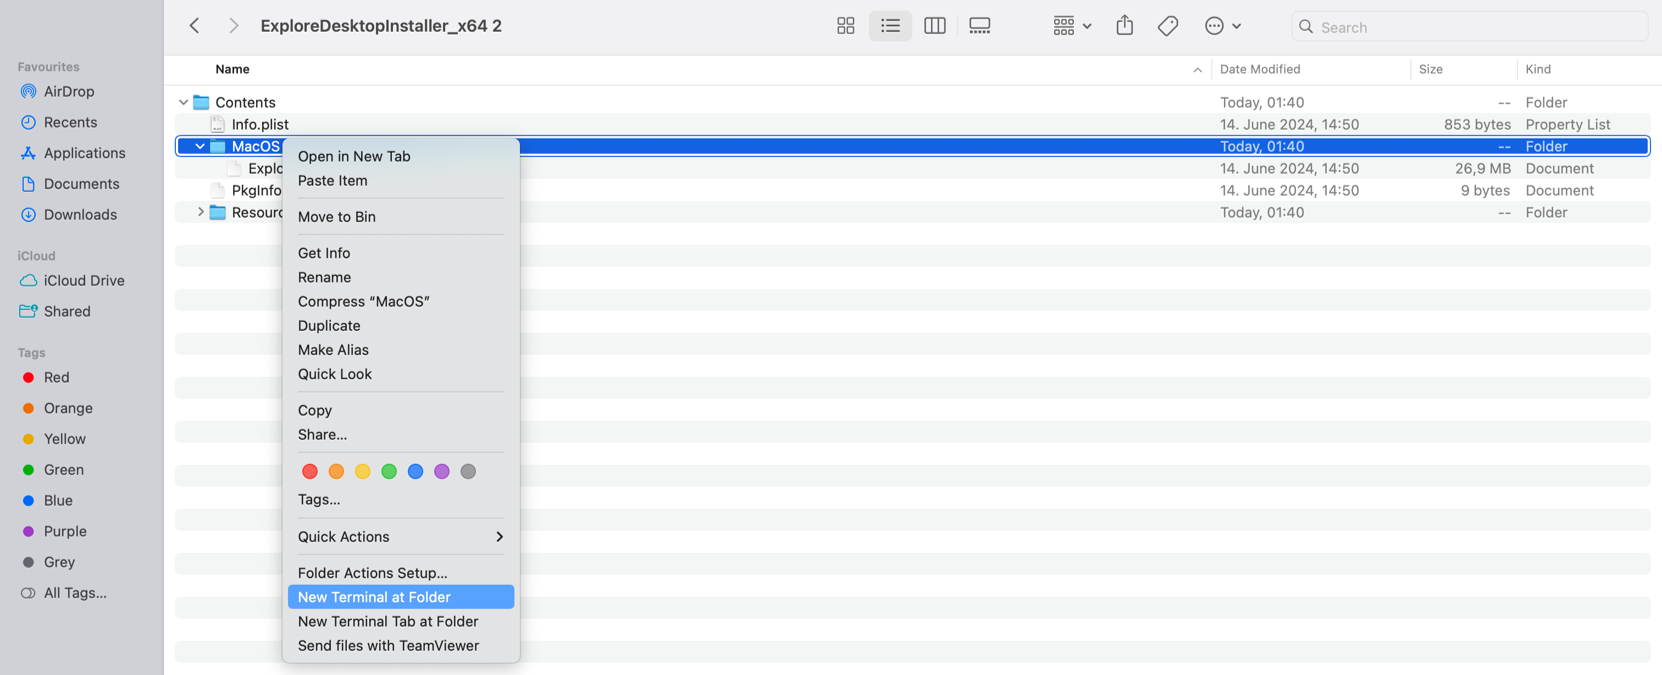 ExploreDesktopInstaller_x64 2
Search
Favourites
AirDrop
Recents
Applications
Documents
Downloads
iCloud
iCloud Drive
Shared
Tags
Red
Orange
Yellow
Green
Blue
Purple
Grey
All Tags...
Name Date Modified Size Kind
Contents Today, 01:40 -- Folder
Info.plist 14. June 2024, 14:50 853 bytes Property List
MacOS Today, 01:40 -- Folder
Explo 14. June 2024, 14:50 26,9 MB Document
PkgInfo 14. June 2024, 14:50 9 bytes Document
Resourc Today, 01:40 -- Folder
Open in New Tab
Paste Item
Move to Bin
Get Info
Rename
Compress “MacOS”
Duplicate
Make Alias
Quick Look
Copy
Share...
Tags...
Quick Actions
Folder Actions Setup...
New Terminal at Folder
New Terminal Tab at Folder
Send files with TeamViewer